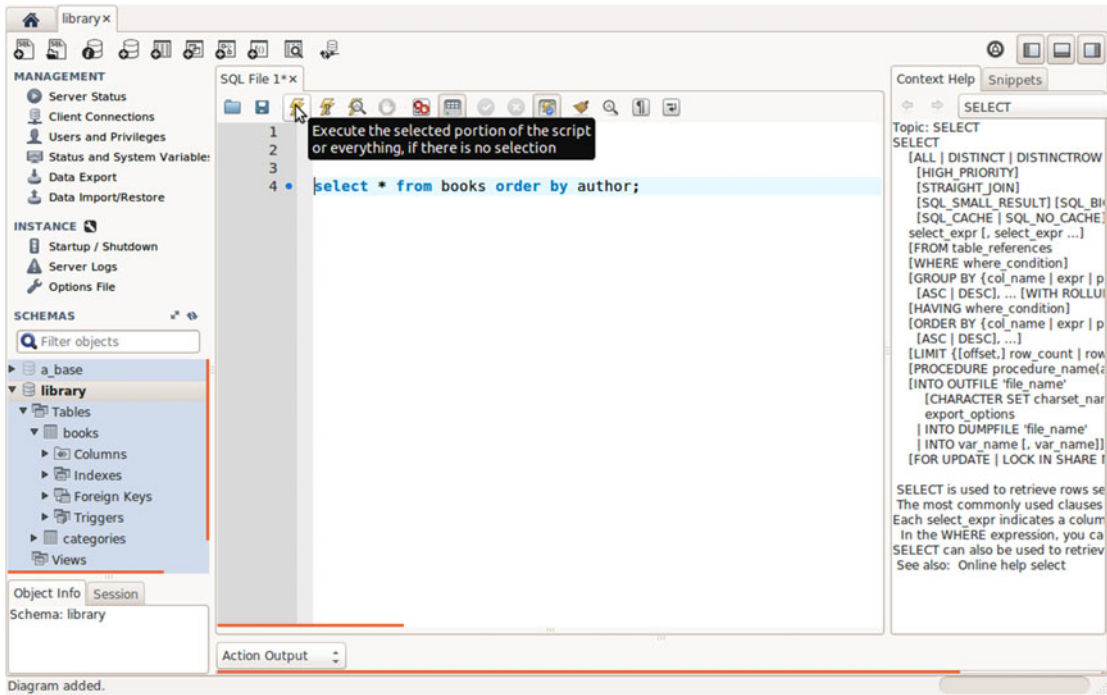 library×
MANAGEMENT
Server Status
Client Connections
Users and Privileges
Status and System Variable
Data Export
Data Import/Restore
INSTANCE
Startup / Shutdown
Server Logs
Options File
SCHEMAS
Filter objects
a_base
library
Tables
books
Columns
Indexes
Foreign Keys
Triggers
categories
Views
Object Info Session
Schema: library
SQL File 1*×
Execute the selected portion of the script
or everything, if there is no selection
1
2
3
4 select * from books order by author;
Action Output
Context Help Snippets
SELECT
Topic: SELECT
SELECT
[ALL | DISTINCT | DISTINCTROW
[HIGH_PRIORITY]
[STRAIGHT_JOIN]
[SQL_SMALL_RESULT] [SQL_BI
[SQL_CACHE | SQL_NO_CACHE]
select_expr [, select_expr ...]
[FROM table_references
[WHERE where_condition]
[GROUP BY {col_name | expr | p
[ASC | DESC], ... [WITH ROLLU
[HAVING where_condition]
[ORDER BY {col_name | expr | p
[ASC | DESC], ...]
[LIMIT {[offset,] row_count | row
[PROCEDURE procedure_name(a
[INTO OUTFILE 'file_name'
[CHARACTER SET charset_nar
export_options
| INTO DUMPFILE 'file_name'
| INTO var_name [, var_name]]
[FOR UPDATE | LOCK IN SHARE
SELECT is used to retrieve rows se
The most commonly used clauses
Each select_expr indicates a colum
In the WHERE expression, you ca
SELECT can also be used to retriev
See also: Online help select
Diagram added.